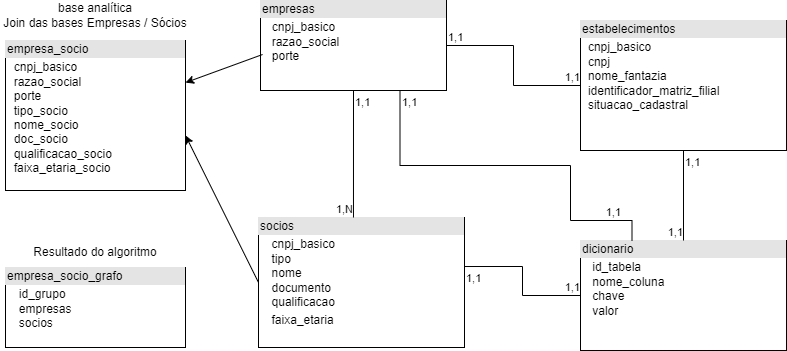 base analítica
Join das bases Empresas / Sócios
empresa_socio
cnpj_basico
razao_social
porte
tipo_socio
nome_socio
doc_socio
qualificacao_socio
faixa_etaria_socio
Resultado do algoritmo
empresa_socio_grafo
id_grupo
empresas
socios
empresas
cnpj_basico
razao_social
porte
1,1
1,1
1,1
1,1
1,N
socios
cnpj_basico
tipo
nome
documento
qualificacao
faixa_etaria
1,1
1,1
estabelecimentos
cnpj_basico
cnpj
nome_fantazia
identificador_matriz_filial
situacao_cadastral
1,1
1,1
1,1
dicionario
id_tabela
nome_coluna
chave
valor